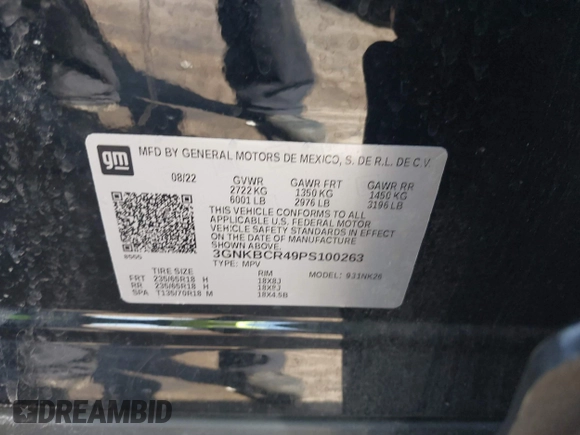 gm
MFD BY GENERAL MOTORS DE MEXICO, S. DE R.L. DE C.V.
08/22 GVWR GAWR FRT GAWR RR
2722 KG 1350 KG 1450 KG
6001 LB 2976 LB 3196 LB
THIS VEHICLE CONFORMS TO ALL
APPLICABLE U.S. FEDERAL MOTOR
VEHICLE SAFETY STANDARDS IN EFFECT
ON THE DATE OF MANUFACTURE
SHOWN ABOVE.
3GNKBCR49PS100263
TYPE: MPV MODEL:
TIRE SIZE RIM
FRT 235/65R18 H 18X8J
RR 235/65R18 H 18X8J
SPA T135/70R18 M 18X4.5B
DREAMBID